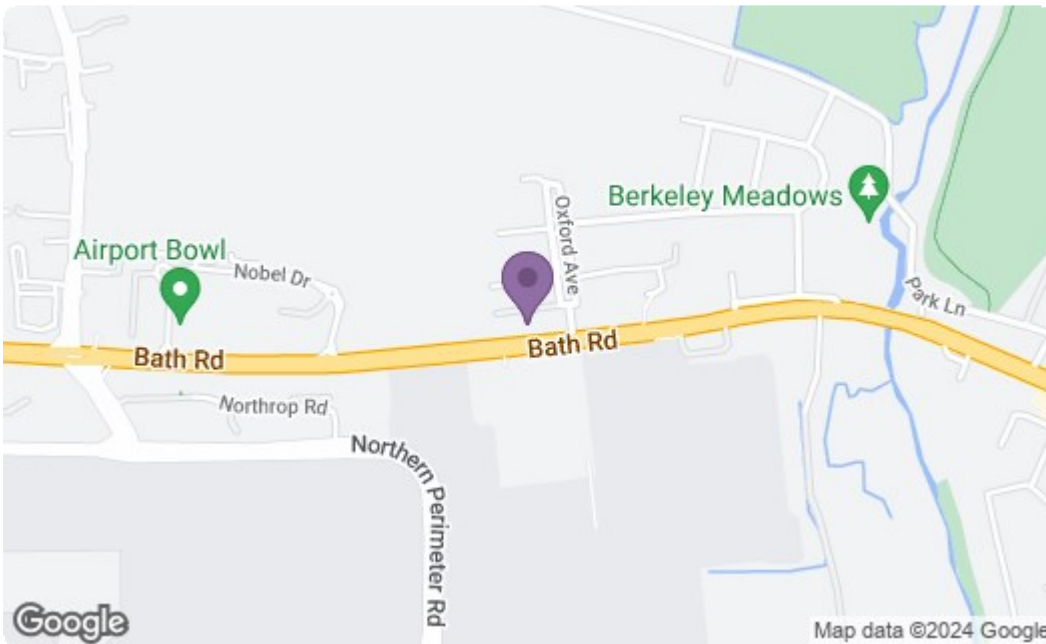 Oxford Ave
Berkeley Meadows
Airport Bowl
Nobel Dr
Park Ln
Bath Rd
Bath Rd
Northrop Rd
Northern Perimeter Rd
Google
Map data ©2024 Google